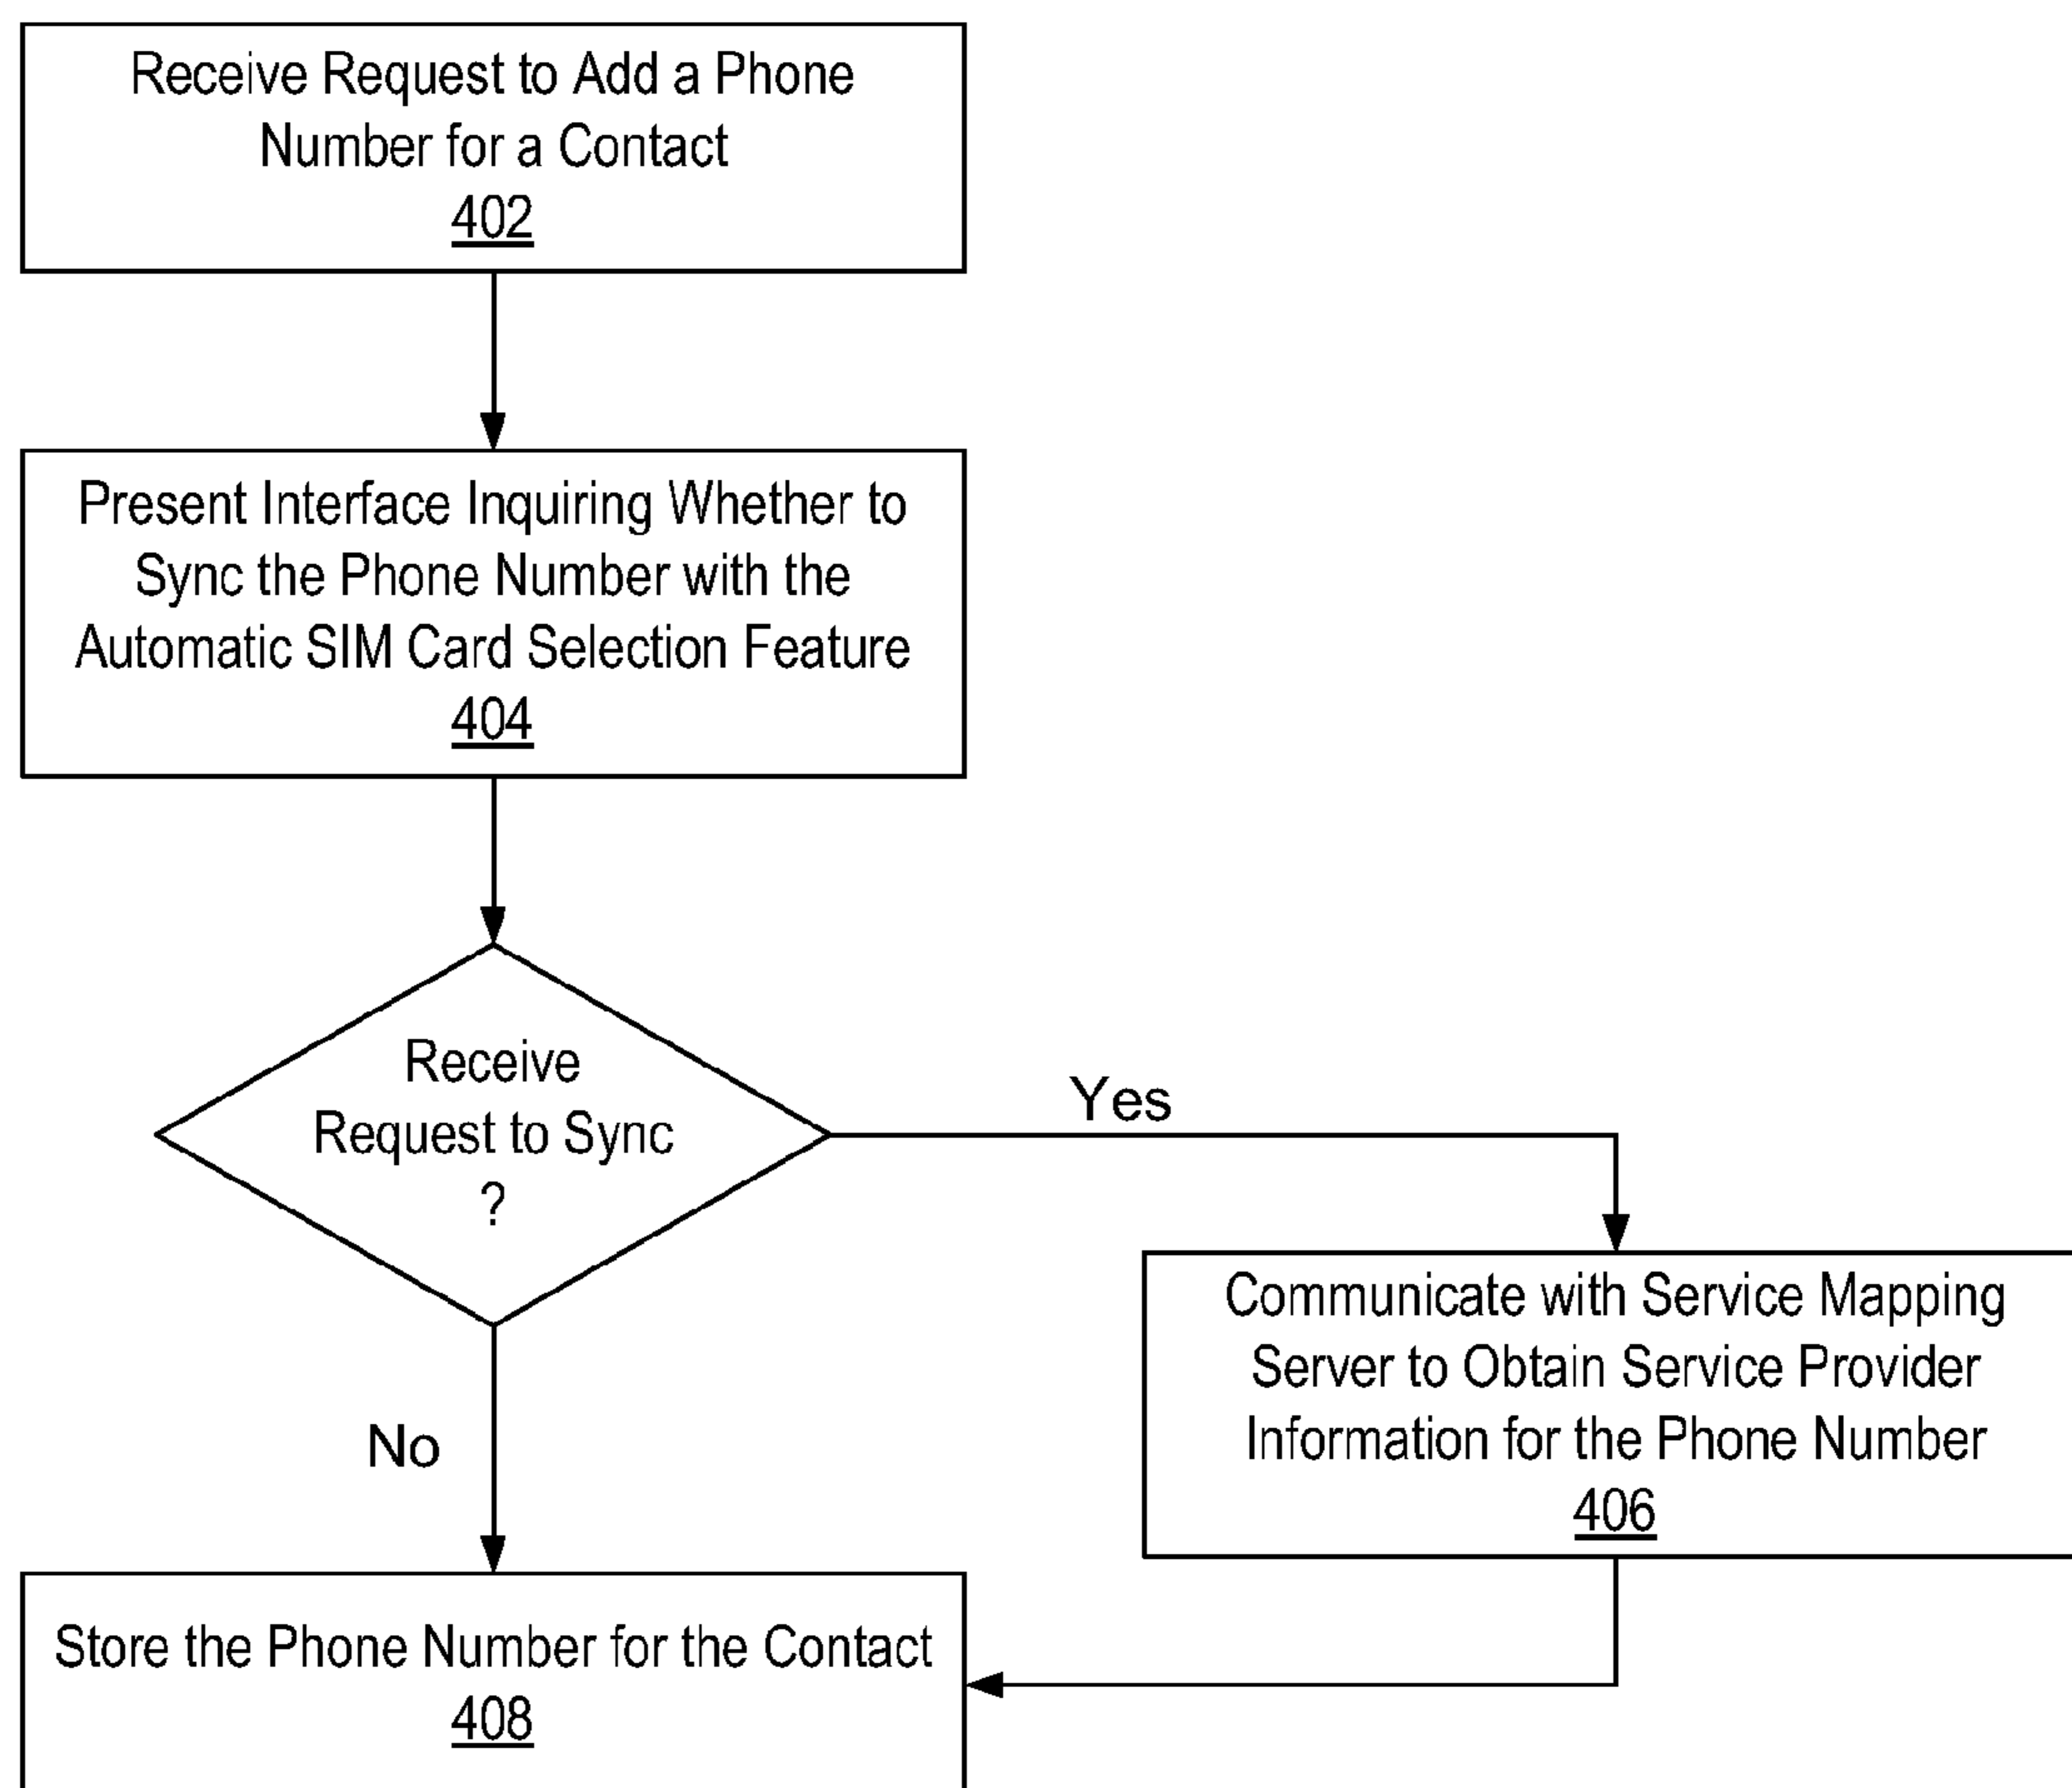 Receive Request to Add a Phone
Number for a Contact
402
Present Interface Inquiring Whether to
Sync the Phone Number with the
Automatic SIM Card Selection Feature
404
Receive
Request to Sync
?
Yes
Communicate with Service Mapping
Server to Obtain Service Provider
Information for the Phone Number
406
No
Store the Phone Number for the Contact
408